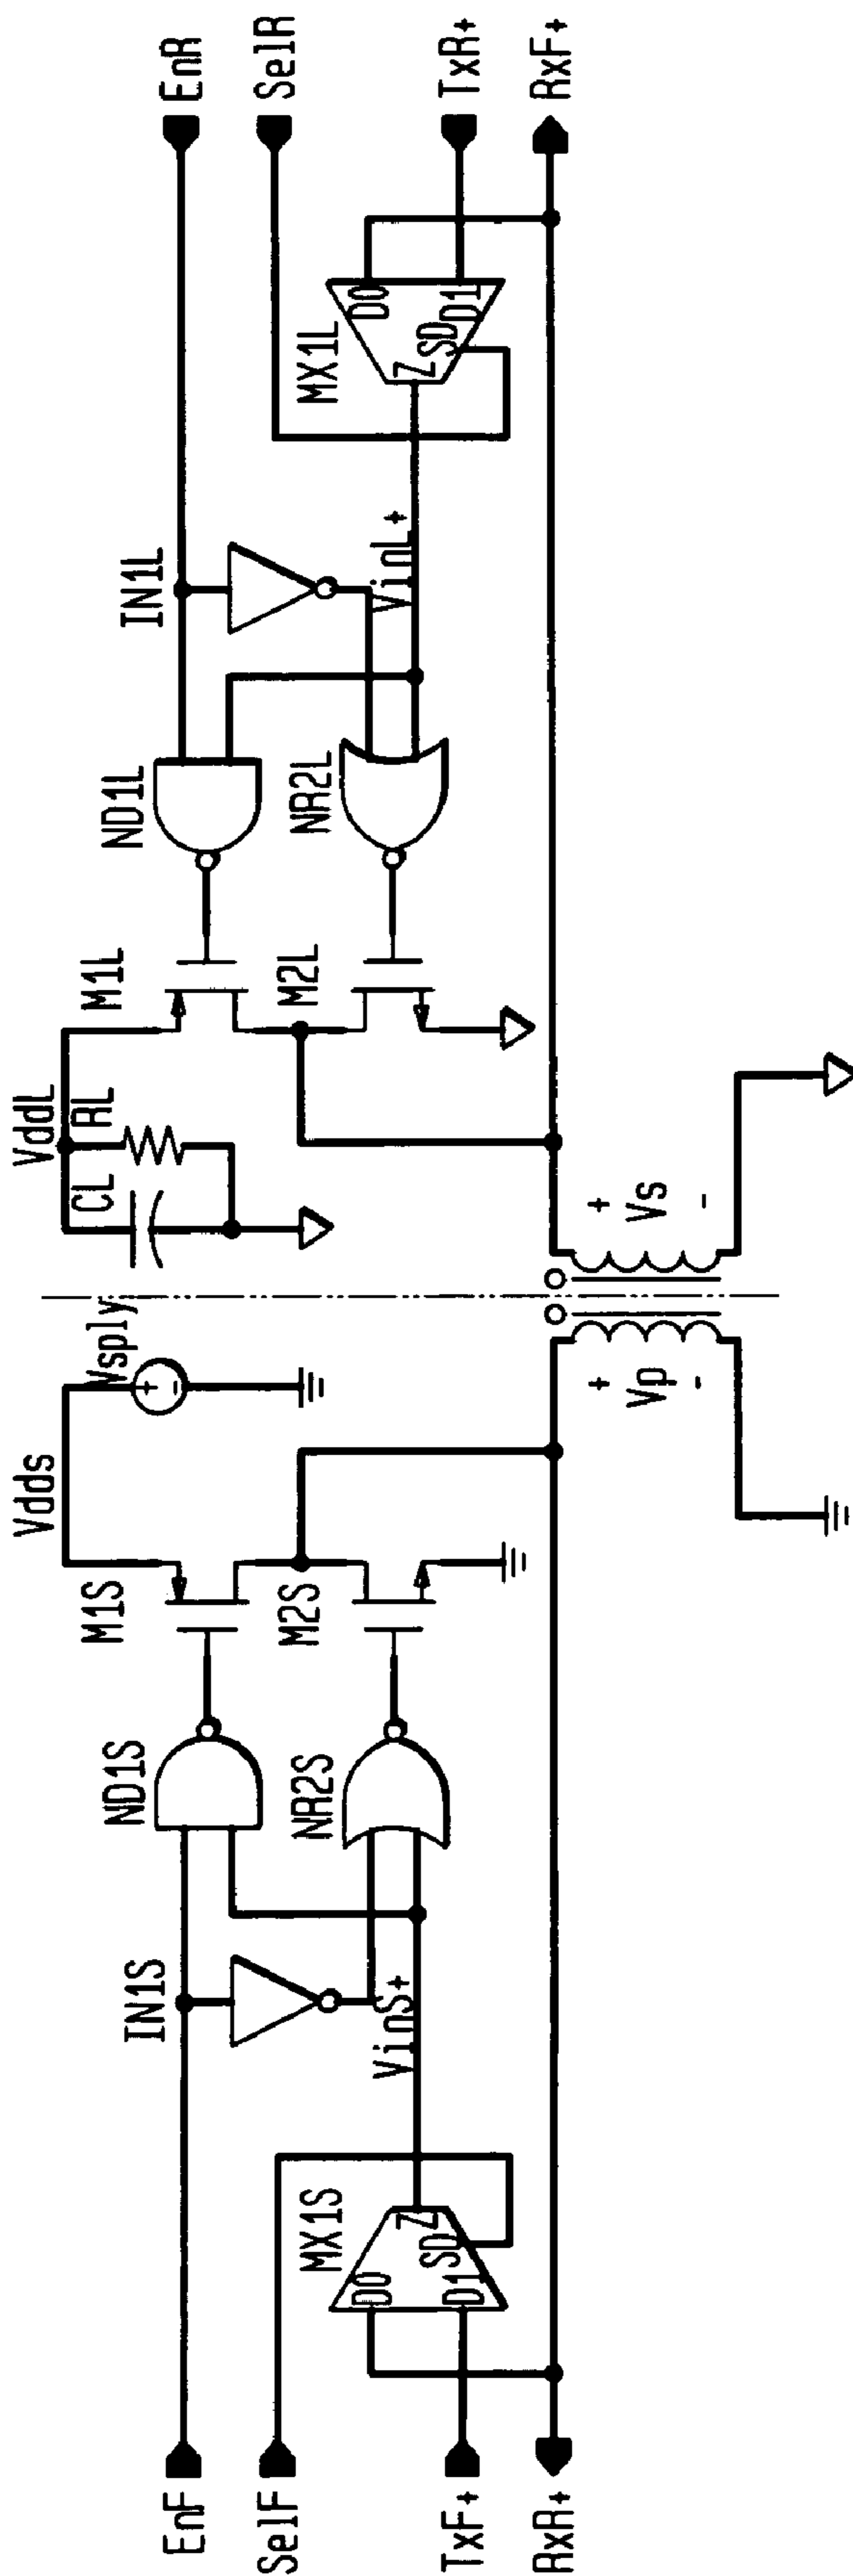 EnF
SelF
TxF+
RxR+
MX1S
D0
D1
SD
Z
IN1S
VinS+
ND1S
NR2S
M1S
M2S
Vdds
Vsply
+
-
+
Vp
-
+
Vs
-
VddL
CL
RL
M1L
M2L
ND1L
NR2L
IN1L
VinL+
MX1L
Z
SD
D0
D1
EnR
SelR
TxR+
RxF+